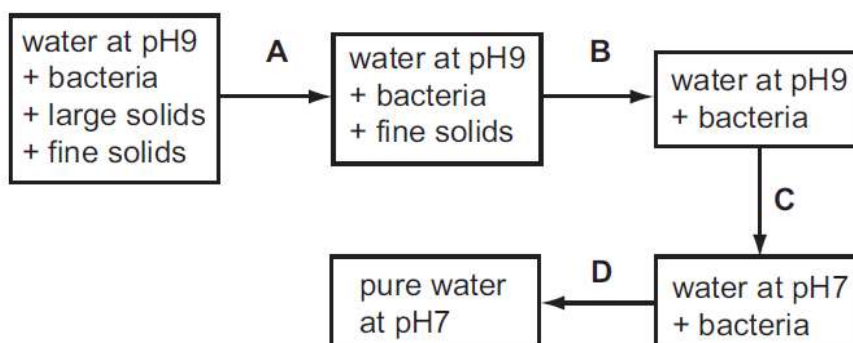 water at pH9
+ bacteria
+ large solids
+ fine solids
A
water at pH9
+ bacteria
+ fine solids
B
water at pH9
+ bacteria
C
water at pH7
+ bacteria
D
pure water
at pH7